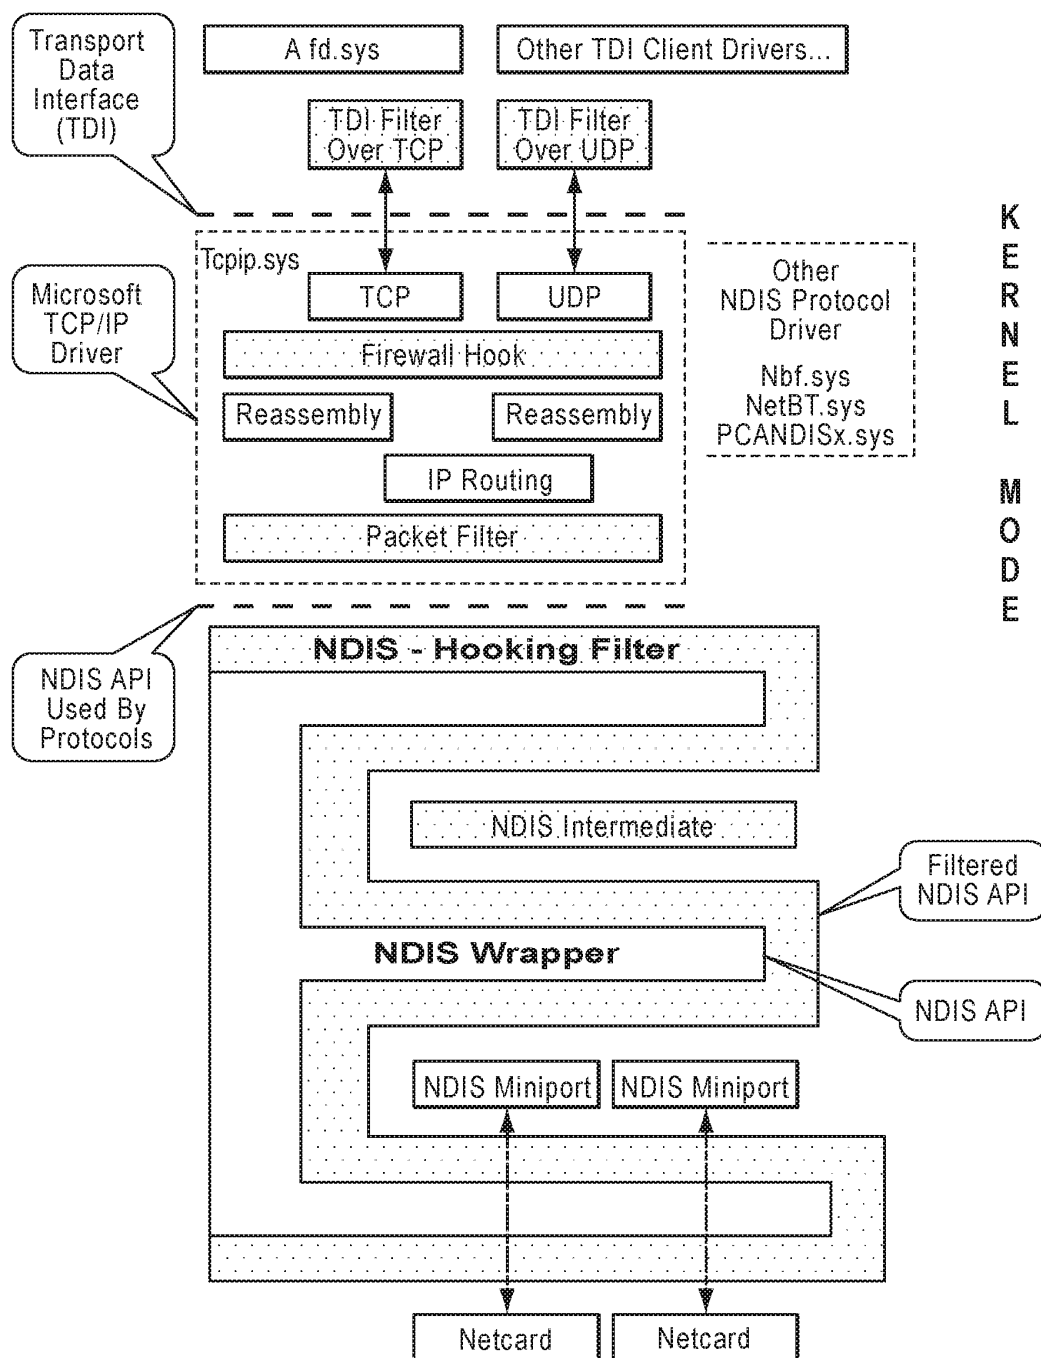 Transport
Data
Interface
(TDI)
A fd.sys
Other TDI Client Drivers...
TDI Filter
Over TCP
TDI Filter
Over UDP
Tcpip.sys
TCP
UDP
Microsoft
TCP/IP
Driver
Firewall Hook
Reassembly
Reassembly
IP Routing
Packet Filter
Other
NDIS Protocol
Driver
Nbf.sys
NetBT.sys
PCANDISx.sys
KERNEL MODE
NDIS API
Used By
Protocols
NDIS - Hooking Filter
NDIS Intermediate
Filtered
NDIS API
NDIS Wrapper
NDIS API
NDIS Miniport
NDIS Miniport
Netcard
Netcard